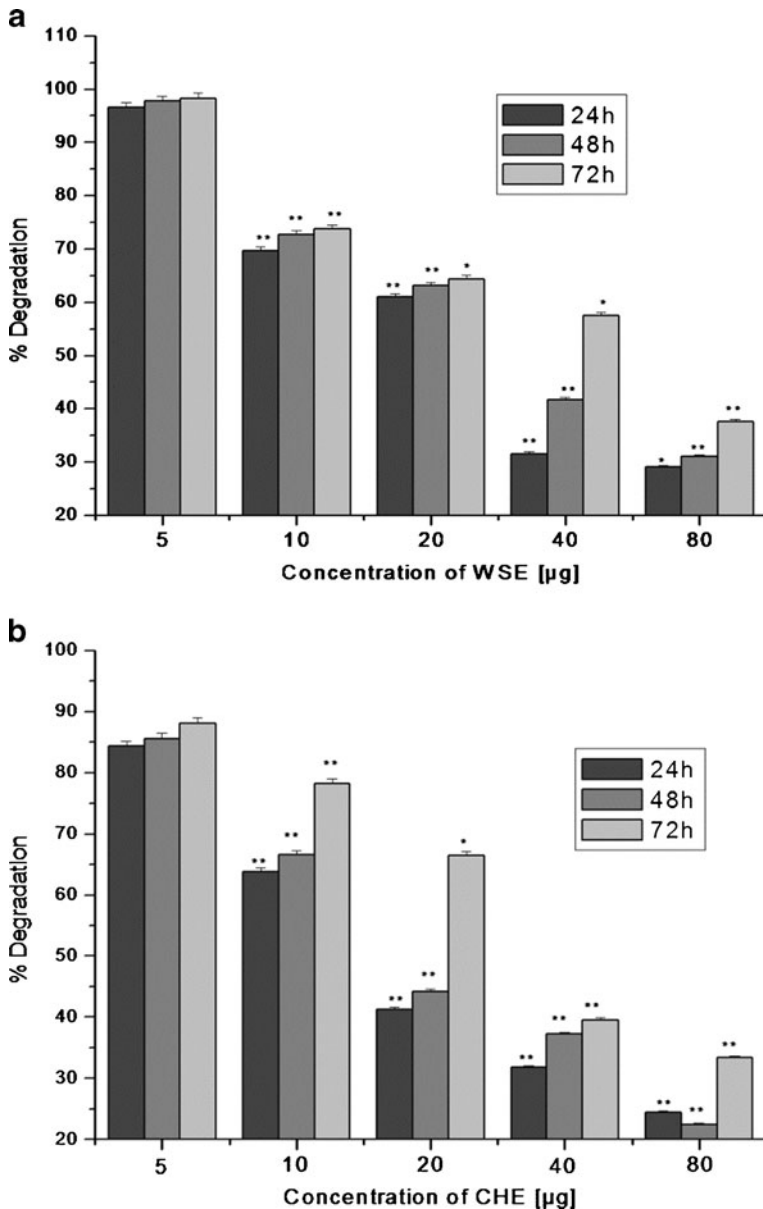 a
110
100
90
80
70
60
50
40
30
20
% Degradation
24h
48h
72h
** ** **
** ** *
** ** *
* ** **
5 10 20 40 80
Concentration of WSE [µg]
b
100
90
80
70
60
50
40
30
20
% Degradation
24h
48h
72h
** ** **
** ** *
** ** **
** ** **
5 10 20 40 80
Concentration of CHE [µg]